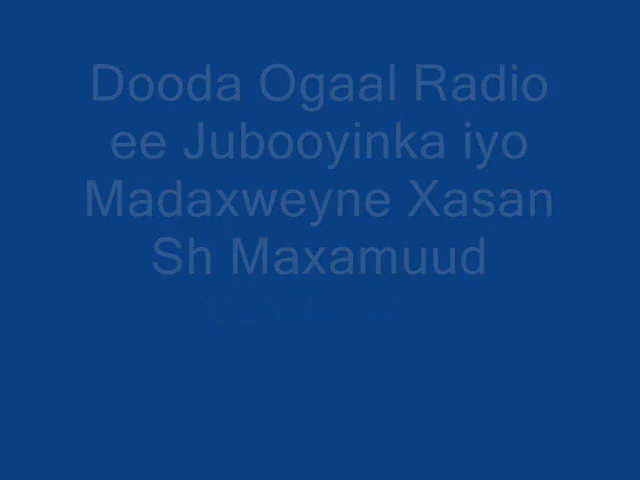 Dooda Ogaal Radio
ee Jubooyinka iyo
Madaxweyne Xasan
Sh Maxamuud